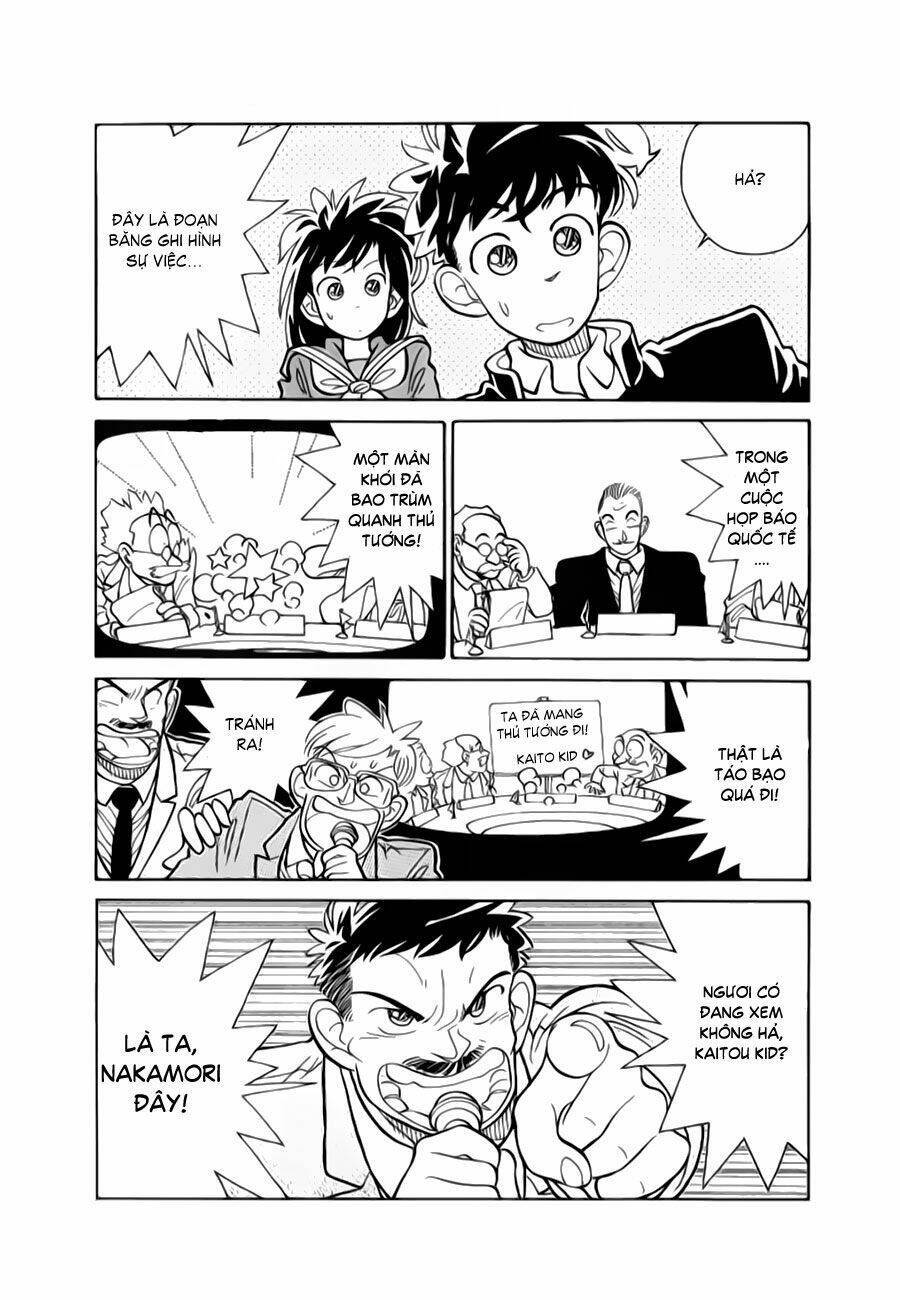 HẢ?
ĐÂY LÀ ĐOẠN
BĂNG GHI HÌNH
SỰ VIỆC...
TRONG
MỘT
CUỘC
HỌP BÁO
QUỐC TẾ
....
MỘT MÀN
KHÓI ĐÃ
BAO TRÙM
QUANH THỦ
TƯỚNG!
THẬT LÀ
TÁO BẠO
QUÁ ĐI!
TA ĐÃ MANG
THỦ TƯỚNG ĐI!
KAITO KID
TRÁNH
RA!
NGƯƠI CÓ
ĐANG XEM
KHÔNG HẢ,
KAITOU KID?
LÀ TA,
NAKAMORI
ĐÂY!